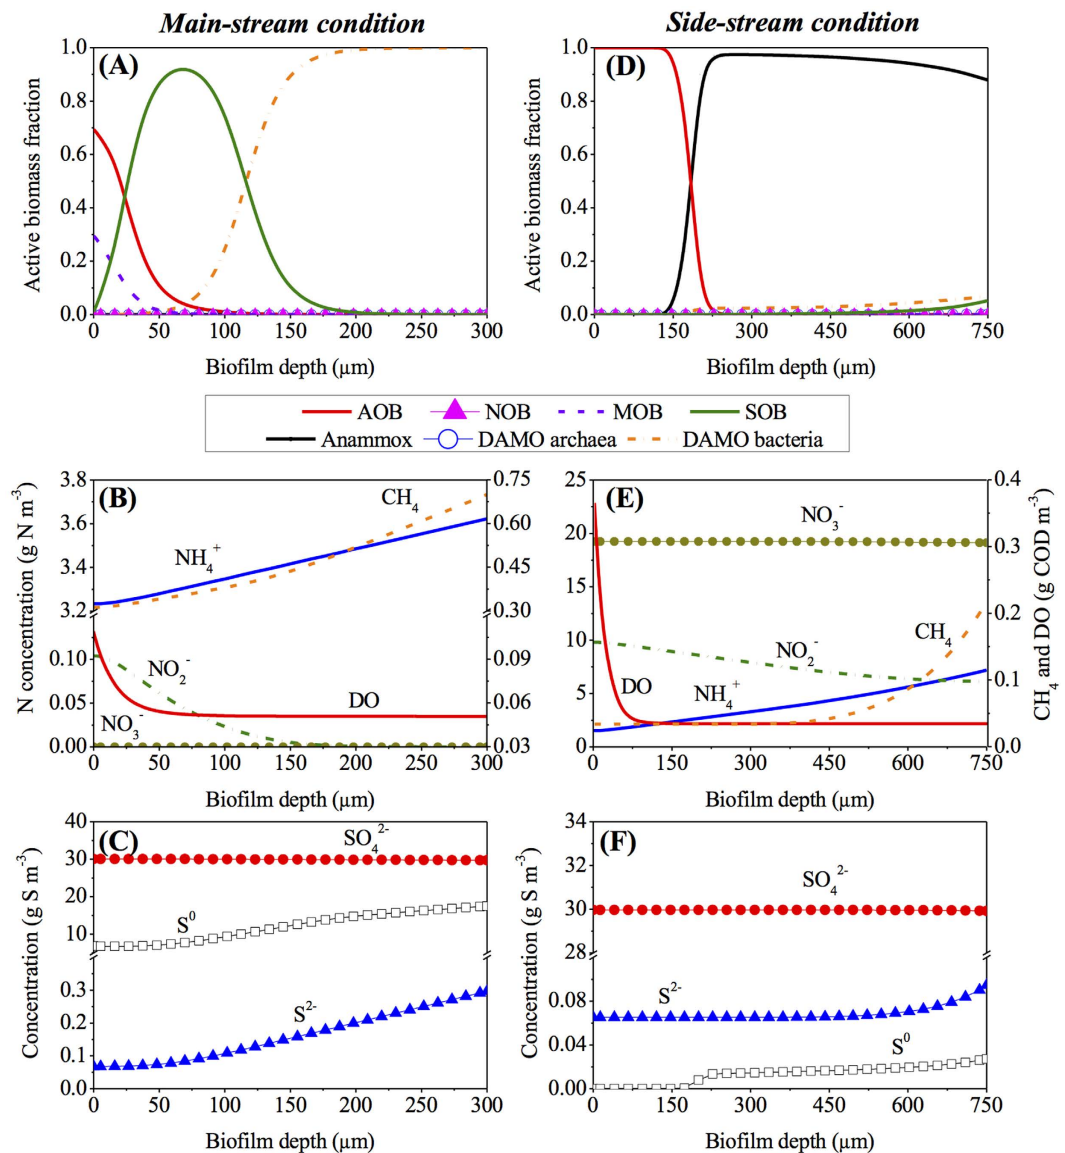 Main-stream condition
Side-stream condition
(A)
Active biomass fraction
1.0
0.8
0.6
0.4
0.2
0.0
0 50 100 150 200 250 300
Biofilm depth (µm)
(D)
Active biomass fraction
1.0
0.8
0.6
0.4
0.2
0.0
0 150 300 450 600 750
Biofilm depth (µm)
AOB NOB MOB SOB
Anammox DAMO archaea DAMO bacteria
(B)
N concentration (g N m⁻³)
3.8
3.6
3.4
3.2
0.10
0.05
0.00
CH₄
NH₄⁺
NO₂⁻
DO
NO₃⁻
0.75
0.60
0.45
0.30
0.09
0.06
0.03
0 50 100 150 200 250 300
Biofilm depth (µm)
(E)
25
20
15
10
5
0
NO₃⁻
CH₄
NO₂⁻
DO
NH₄⁺
0.4
0.3
0.2
0.1
0.0
CH₄ and DO (g COD m⁻³)
0 150 300 450 600 750
Biofilm depth (µm)
(C)
Concentration (g S m⁻³)
40
30
20
10
0.3
0.2
0.1
0.0
SO₄²⁻
S⁰
S²⁻
0 50 100 150 200 250 300
Biofilm depth (µm)
(F)
Concentration (g S m⁻³)
34
32
30
28
0.08
0.04
0.00
SO₄²⁻
S²⁻
S⁰
0 150 300 450 600 750
Biofilm depth (µm)